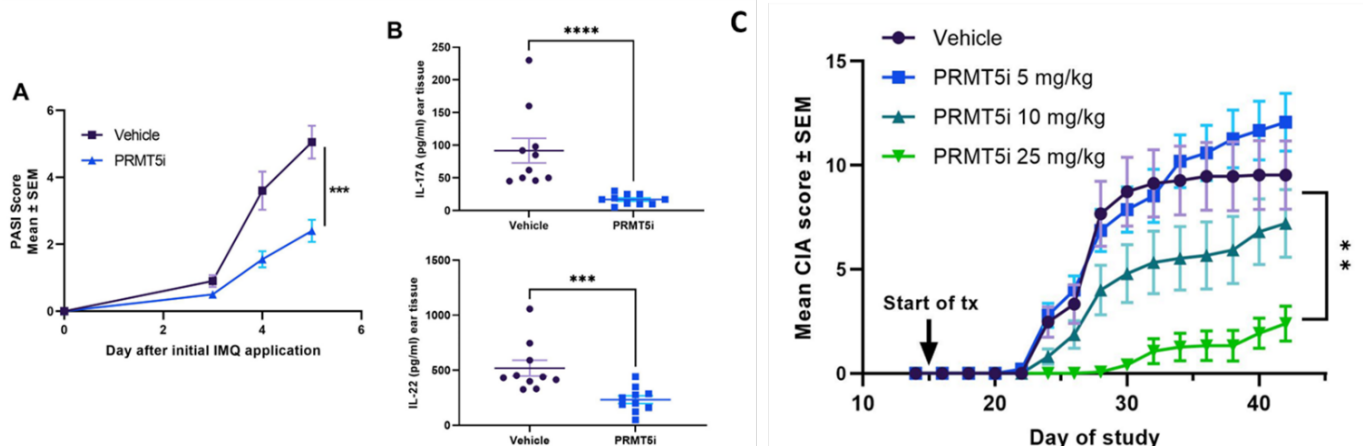 A
PASI Score
Mean ± SEM
6
4
2
0
Vehicle
PRMT5i
***
0
2
4
6
Day after initial IMQ application
B
IL-17A (pg/ml) ear tissue
250
200
150
100
50
0
****
Vehicle
PRMT5i
IL-22 (pg/ml) ear tissue
1500
1000
500
0
***
Vehicle
PRMT5i
C
Mean CIA score ± SEM
15
10
5
0
Vehicle
PRMT5i 5 mg/kg
PRMT5i 10 mg/kg
PRMT5i 25 mg/kg
Start of tx
**
10
20
30
40
Day of study